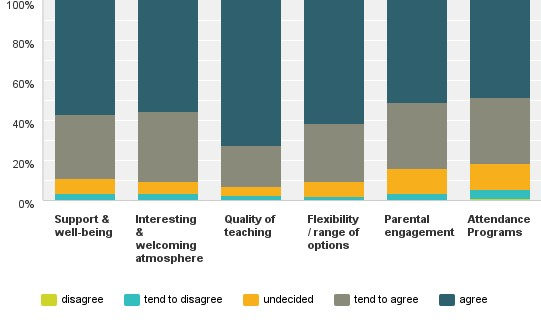 100%
80%
60%
40%
20%
0%
Support &
well-being
Interesting
&
welcoming
atmosphere
Quality of
teaching
Flexibility
/ range of
options
Parental
engagement
Attendance
Programs
disagree
tend to disagree
undecided
tend to agree
agree